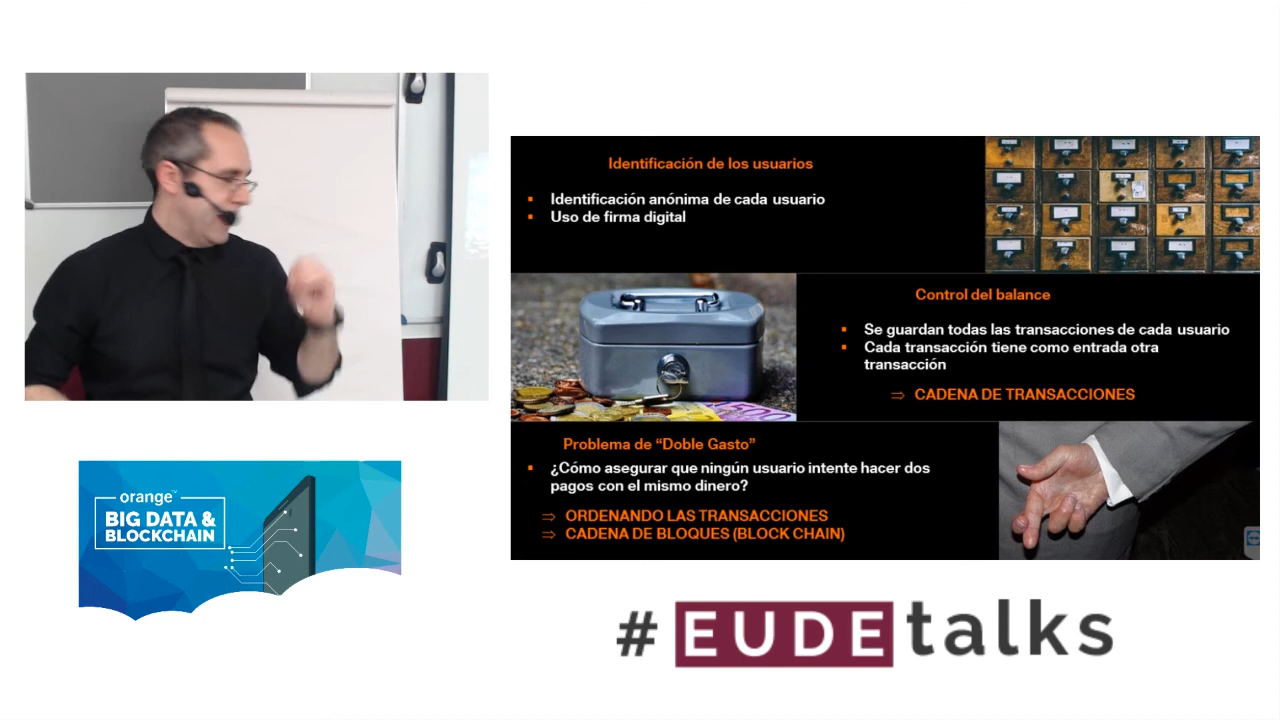 Identificación de los usuarios
▪ Identificación anónima de cada usuario
▪ Uso de firma digital
Control del balance
▪ Se guardan todas las transacciones de cada usuario
▪ Cada transacción tiene como entrada otra
transacción
⇒ CADENA DE TRANSACCIONES
Problema de “Doble Gasto”
▪ ¿Cómo asegurar que ningún usuario intente hacer dos
pagos con el mismo dinero?
⇒ ORDENANDO LAS TRANSACCIONES
⇒ CADENA DE BLOQUES (BLOCK CHAIN)
orange™
BIG DATA &
BLOCKCHAIN
# EUDE talks